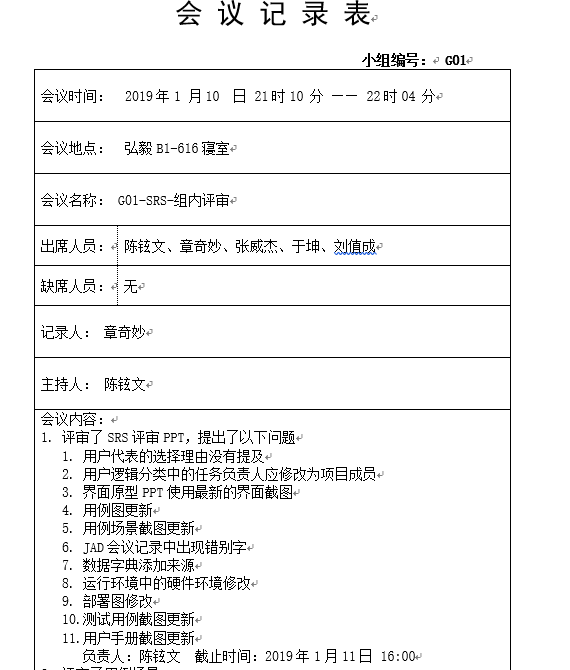 会 议 记 录 表
小组编号： G01
会议时间： 2019 年 1 月 10 日 21 时 10 分 —— 22 时 04 分
会议地点： 弘毅 B1-616 寝室
会议名称： G01-SRS-组内评审
出席人员： 陈铉文、章奇妙、张威杰、于坤、刘值成
缺席人员： 无
记录人： 章奇妙
主持人： 陈铉文
会议内容：
1. 评审了 SRS 评审 PPT，提出了以下问题
1. 用户代表的选择理由没有提及
2. 用户逻辑分类中的任务负责人应修改为项目成员
3. 界面原型 PPT 使用最新的界面截图
4. 用例图更新
5. 用例场景截图更新
6. JAD 会议记录中出现错别字
7. 数据字典添加来源
8. 运行环境中的硬件环境修改
9. 部署图修改
10. 测试用例截图更新
11. 用户手册截图更新
负责人：陈铉文 截止时间：2019 年 1 月 11 日 16:00